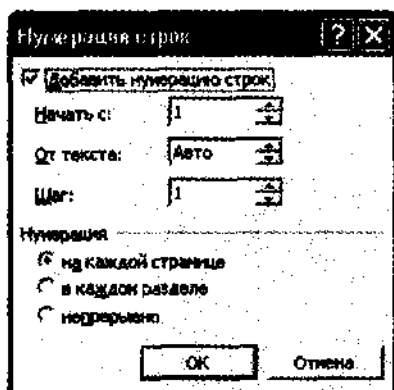 Нумерация строк
Добавить нумерацию строк
Начать с: 1
От текста: Авто
Шаг: 1
Нумерация
на каждой странице
в каждом разделе
непрерывно
ОК Отмена